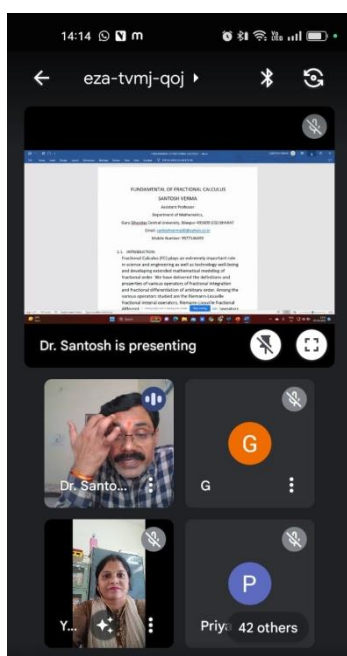 14:14
eza-tvmj-qoj
FUNDAMENTAL OF FRACTIONAL CALCULUS
SANTOSH VERMA
Assistant Professor
Department of Mathematics,
Guru Ghasidas Central University, Bilaspur
Email:
Mobile Number:
1.1. INTRODUCTION:
Fractional Calculus (FC) plays an extremely important role
in science and engineering as well as technology well being
and developing extended mathematical modeling of
fractional order. We have delivered the definitions and
properties of various operators of fractional integration
and fractional differentiation of arbitrary order. Among the
various operators studied are the Riemann-Liouville
fractional integral operators, Riemann-Liouville fractional
operators
Dr. Santosh is presenting
Dr. Santo...
G
G
Y...
P
Priya
42 others